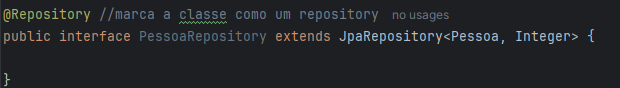 @Repository //marca a classe como um repository no usages
public interface PessoaRepository extends JpaRepository<Pessoa, Integer> {
}